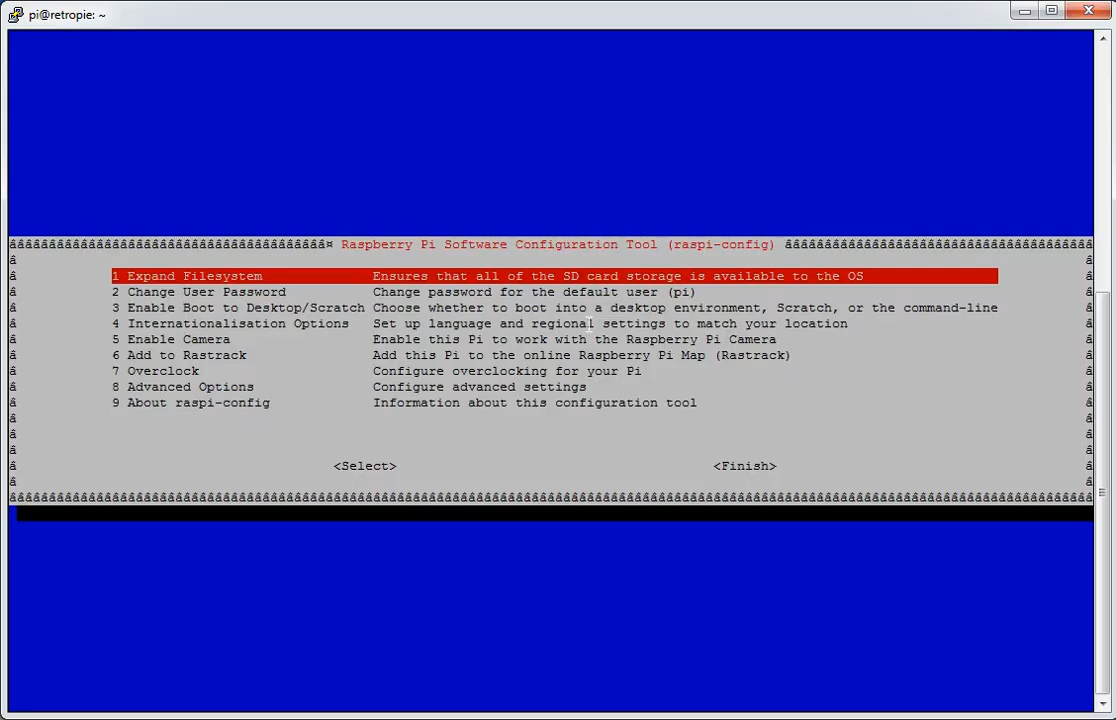 pi@retropie: ~
âââââââââââââââââââââââââââââââââââââââââ¤ Raspberry Pi Software Configuration Tool (raspi-config) âââââââââââââââââââââââââââââââââââââââ
â â
â 1 Expand Filesystem Ensures that all of the SD card storage is available to the OS â
â 2 Change User Password Change password for the default user (pi) â
â 3 Enable Boot to Desktop/Scratch Choose whether to boot into a desktop environment, Scratch, or the command-line â
â 4 Internationalisation Options Set up language and regional settings to match your location â
â 5 Enable Camera Enable this Pi to work with the Raspberry Pi Camera â
â 6 Add to Rastrack Add this Pi to the online Raspberry Pi Map (Rastrack) â
â 7 Overclock Configure overclocking for your Pi â
â 8 Advanced Options Configure advanced settings â
â 9 About raspi-config Information about this configuration tool â
â â
â â
â â
â <Select> <Finish> â
â â
ââââââââââââââââââââââââââââââââââââââââââââââââââââââââââââââââââââââââââââââââââââââââââââââââââââââââââââââââââââââââââââââââââââââââ